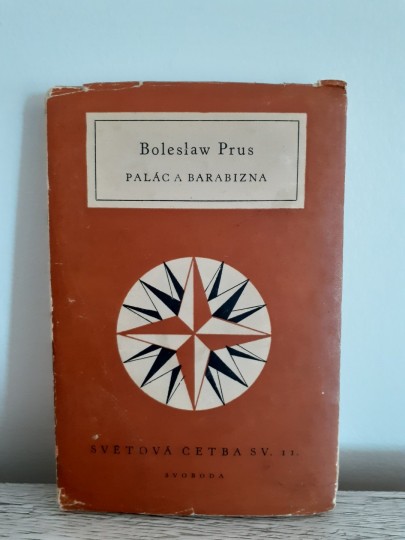 Bolesław Prus
PALÁC A BARABIZNA
SVĚTOVÁ ČETBA SV. 11.
SVOBODA